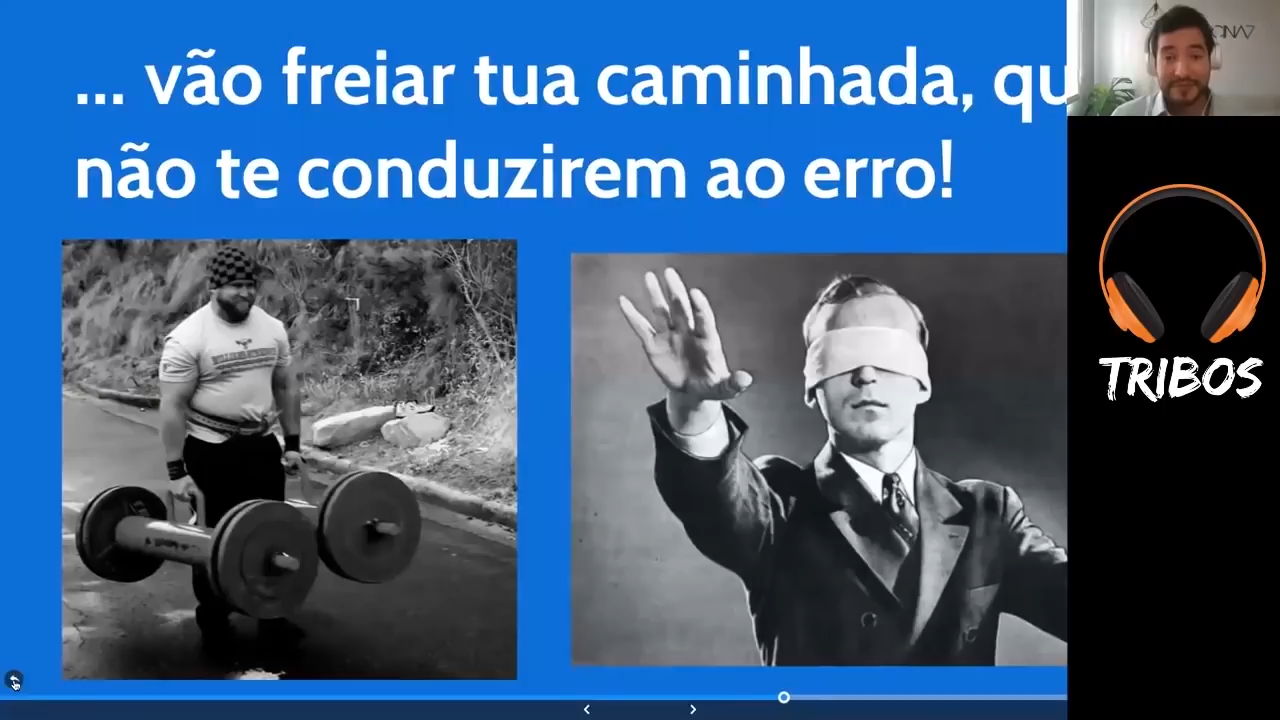 ... vão freiar tua caminhada, qu
não te conduzirem ao erro!
TRIBOS